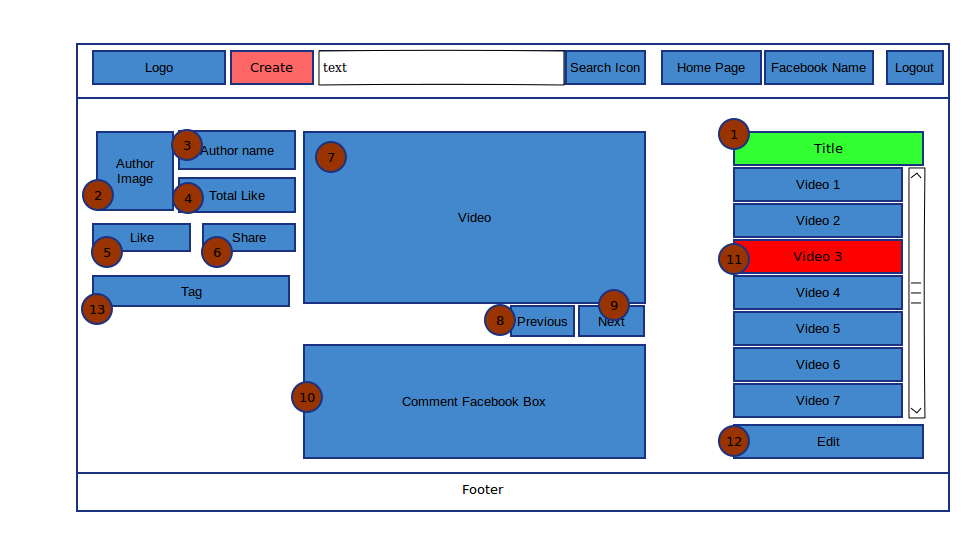 Logo
Create
text
Search Icon
Home Page
Facebook Name
Logout
Author
Image
2
3
Author name
4
Total Like
5
Like
6
Share
13
Tag
7
Video
8
Previous
9
Next
10
Comment Facebook Box
1
Title
Video 1
Video 2
11
Video 3
Video 4
Video 5
Video 6
Video 7
12
Edit
Footer